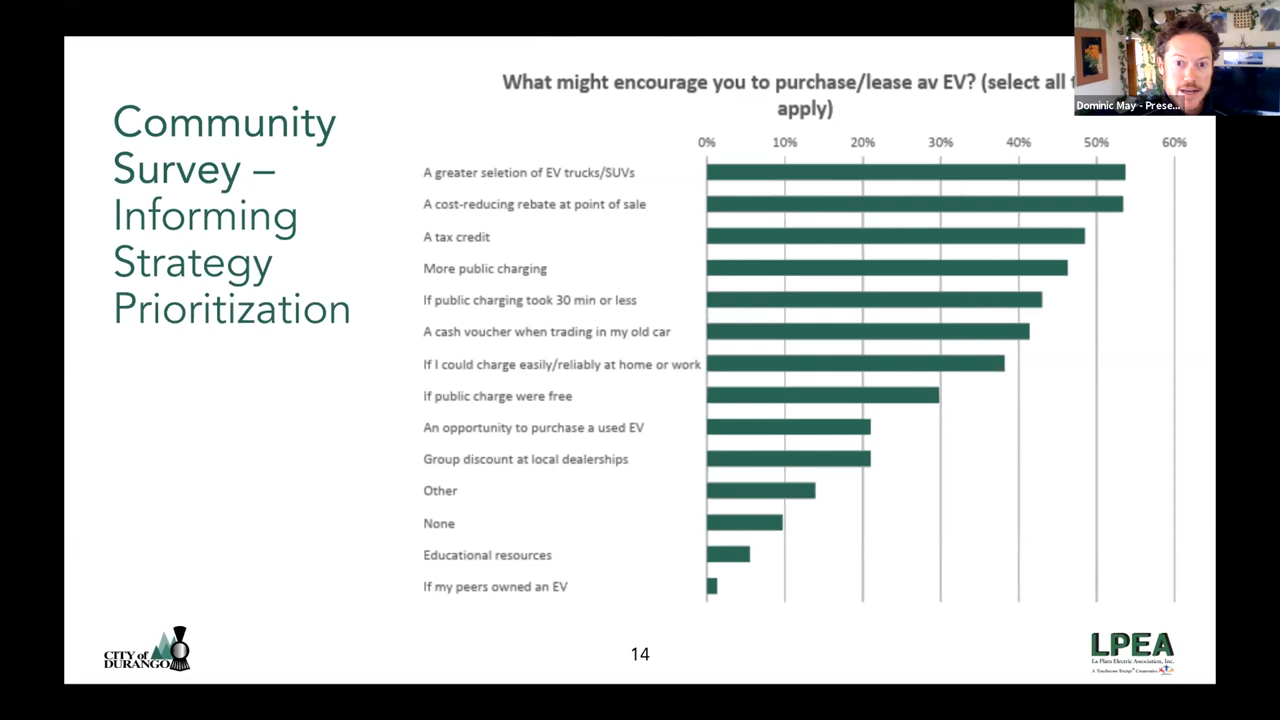 Community
Survey –
Informing
Strategy
Prioritization
What might encourage you to purchase/lease av EV? (select all
apply)
0% 10% 20% 30% 40% 50% 60%
A greater seletion of EV trucks/SUVs
A cost-reducing rebate at point of sale
A tax credit
More public charging
If public charging took 30 min or less
A cash voucher when trading in my old car
If I could charge easily/reliably at home or work
If public charge were free
An opportunity to purchase a used EV
Group discount at local dealerships
Other
None
Educational resources
If my peers owned an EV
Dominic May - Prese...
CITY of
DURANGO
14
LPEA
La Plata Electric Association, Inc.
A Touchstone Energy® Cooperative